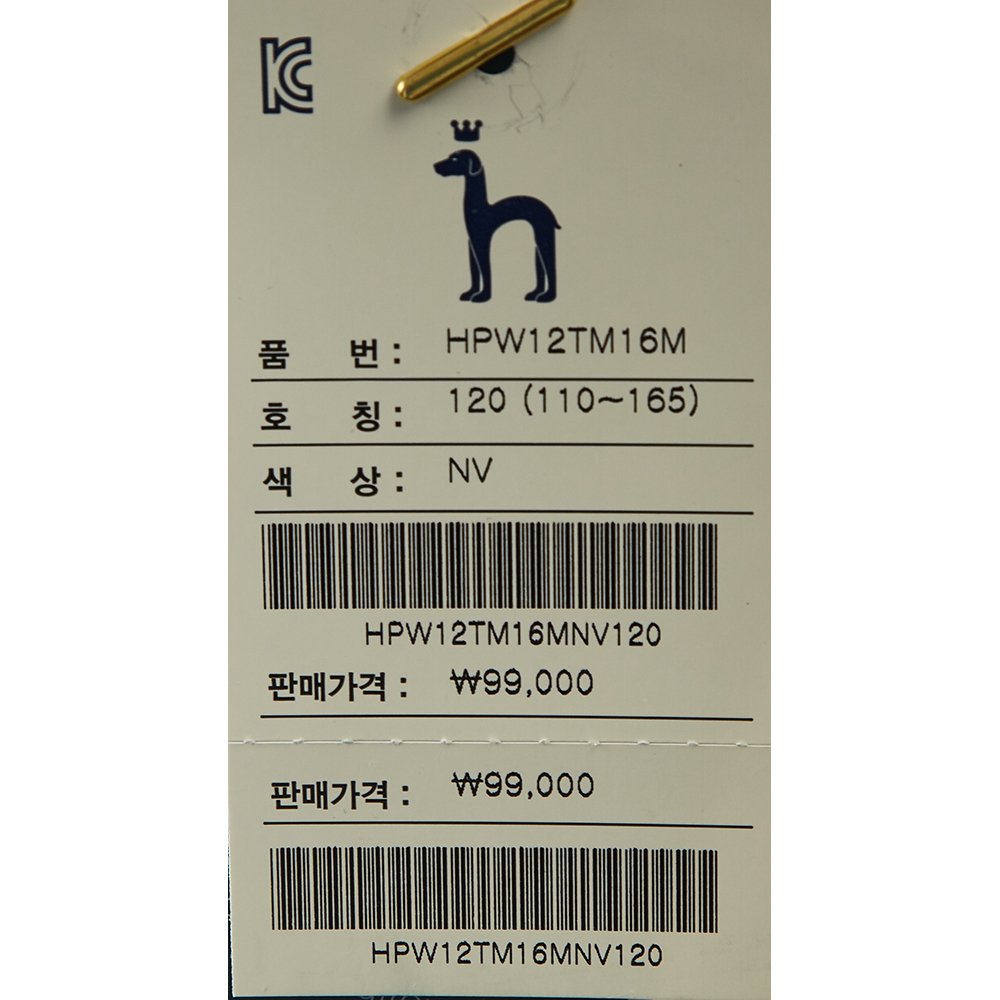 KC
품 번 : HPW12TM16M
호 칭 : 120 (110~165)
색 상 : NV
HPW12TM16MNV120
판매가격 : ₩99,000
판매가격 : ₩99,000
HPW12TM16MNV120